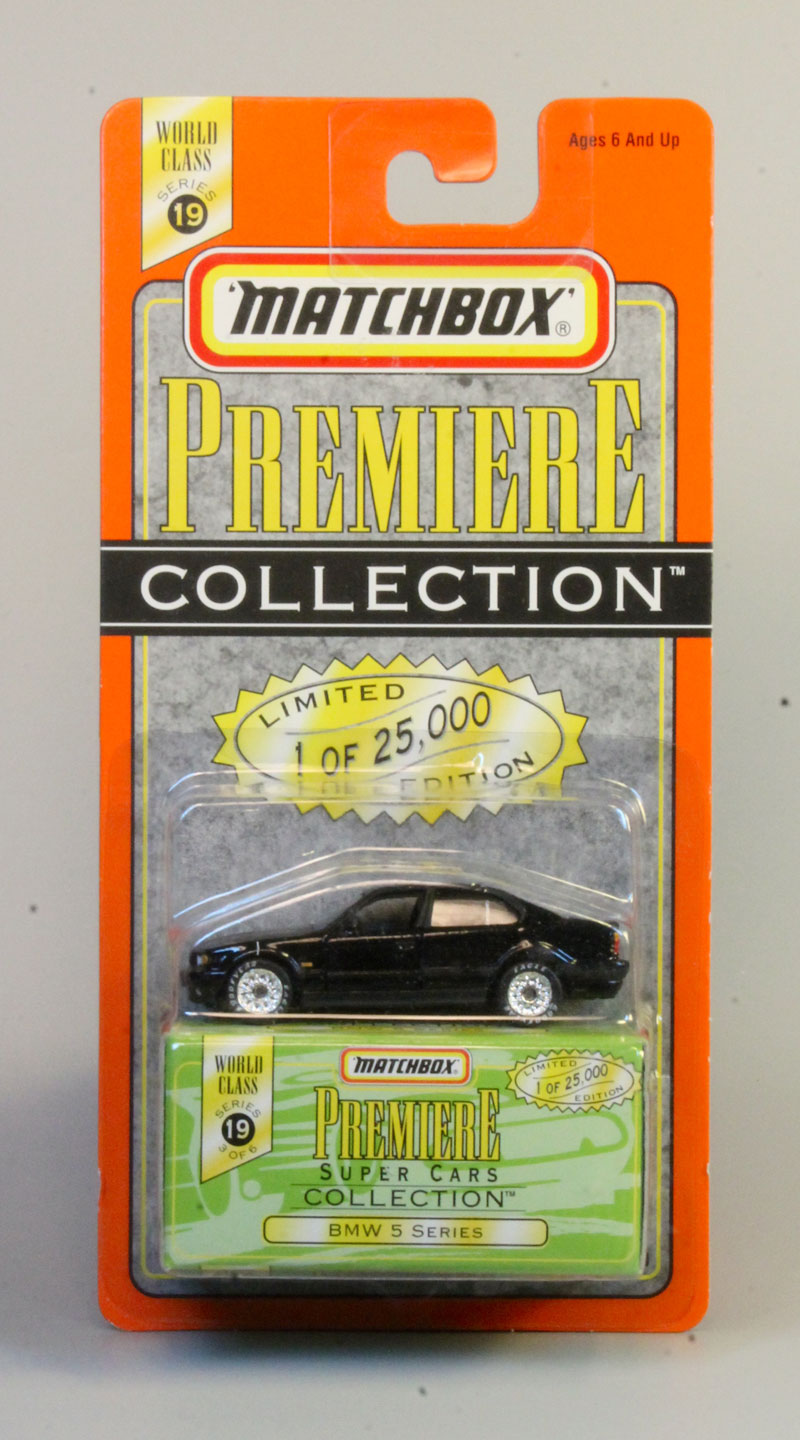 WORLD
CLASS
SERIES
19
Ages 6 And Up
'MATCHBOX'®
PREMIERE
COLLECTION™
LIMITED
1 OF 25,000
EDITION
GOODYEAR
EAGLE
WORLD
CLASS
SERIES
19
3 OF 6
'MATCHBOX'
PREMIERE
SUPER CARS
COLLECTION™
BMW 5 SERIES
LIMITED
1 OF 25,000
EDITION